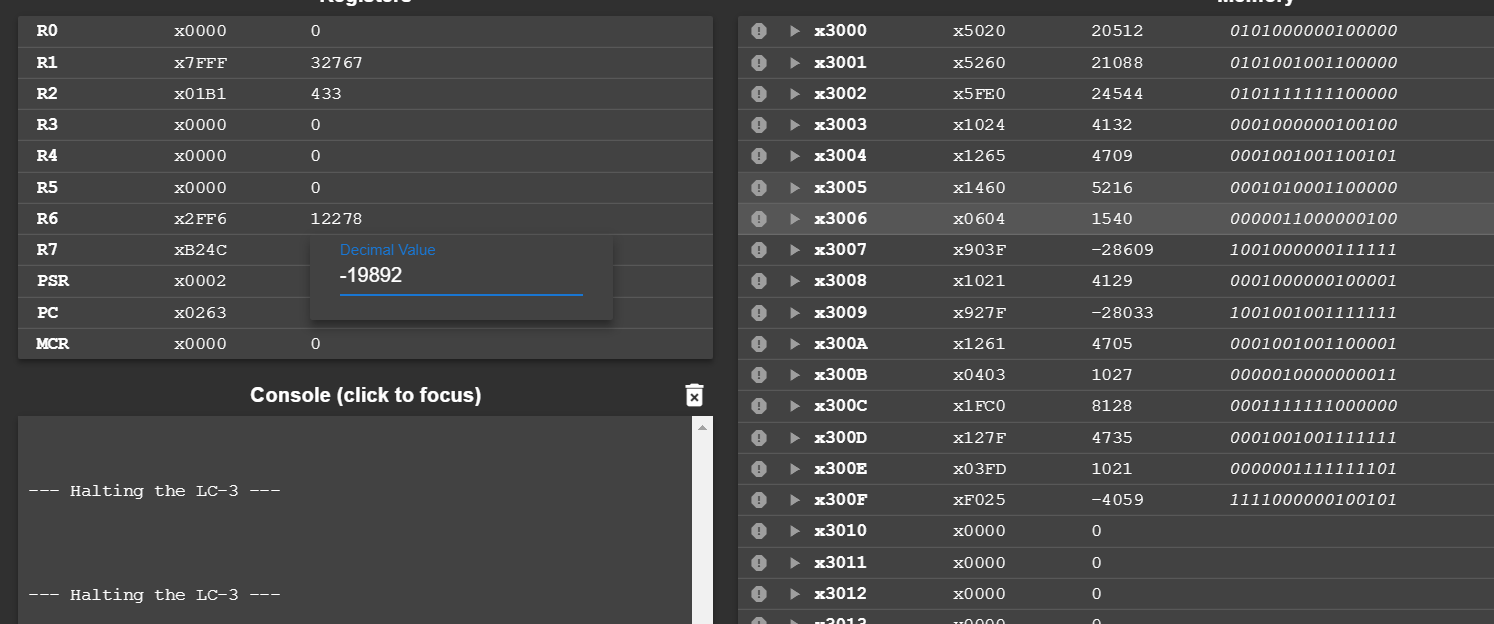 Registers
R0 x0000 0
R1 x7FFF 32767
R2 x01B1 433
R3 x0000 0
R4 x0000 0
R5 x0000 0
R6 x2FF6 12278
R7 xB24C
Decimal Value
-19892
PSR x0002
PC x0263
MCR x0000 0
Console (click to focus)
--- Halting the LC-3 ---
--- Halting the LC-3 ---
Memory
x3000 x5020 20512 0101000000100000
x3001 x5260 21088 0101001001100000
x3002 x5FE0 24544 0101111111100000
x3003 x1024 4132 0001000000100100
x3004 x1265 4709 0001001001100101
x3005 x1460 5216 0001010001100000
x3006 x0604 1540 0000011000000100
x3007 x903F -28609 1001000000111111
x3008 x1021 4129 0001000000100001
x3009 x927F -28033 1001001001111111
x300A x1261 4705 0001001001100001
x300B x0403 1027 0000010000000011
x300C x1FC0 8128 0001111111000000
x300D x127F 4735 0001001001111111
x300E x03FD 1021 0000001111111101
x300F xF025 -4059 1111000000100101
x3010 x0000 0
x3011 x0000 0
x3012 x0000 0
x3013 x0000 0